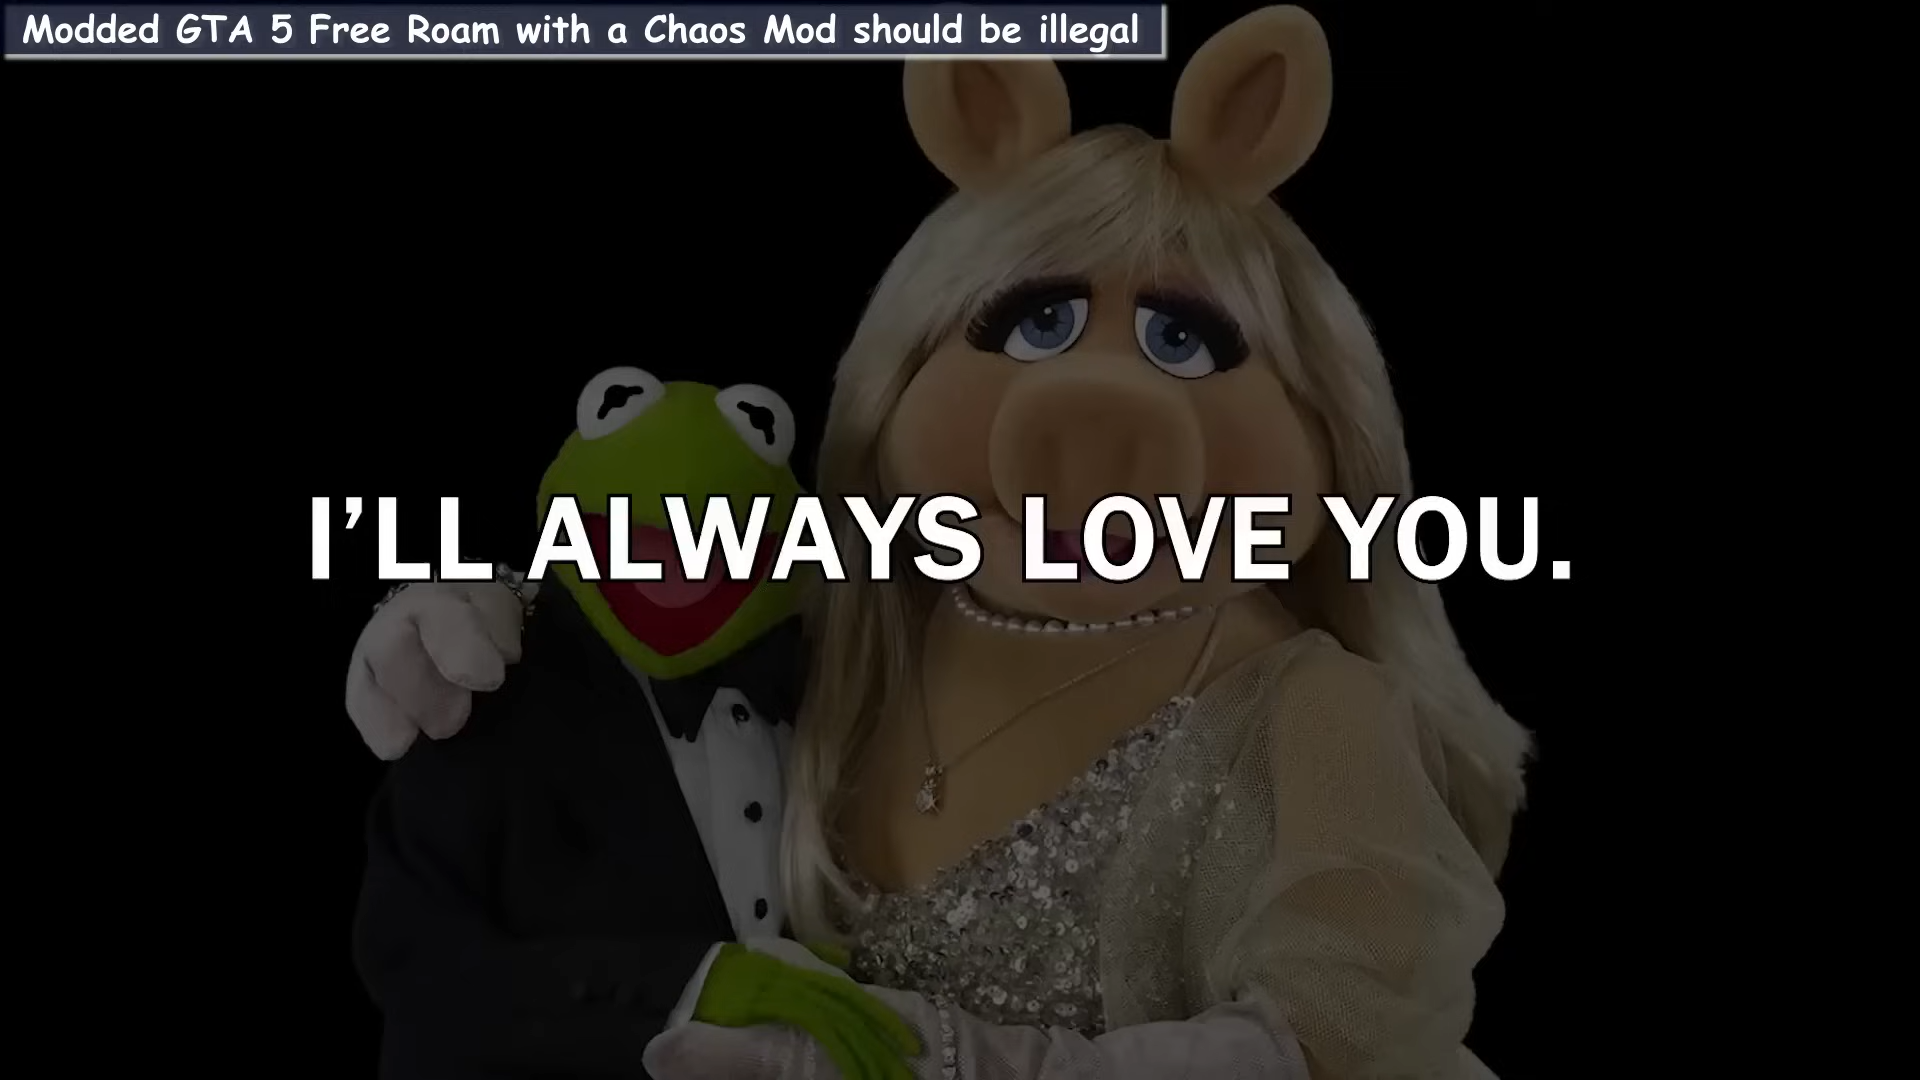 Modded GTA 5 Free Roam with a Chaos Mod should be illegal
I’LL ALWAYS LOVE YOU.